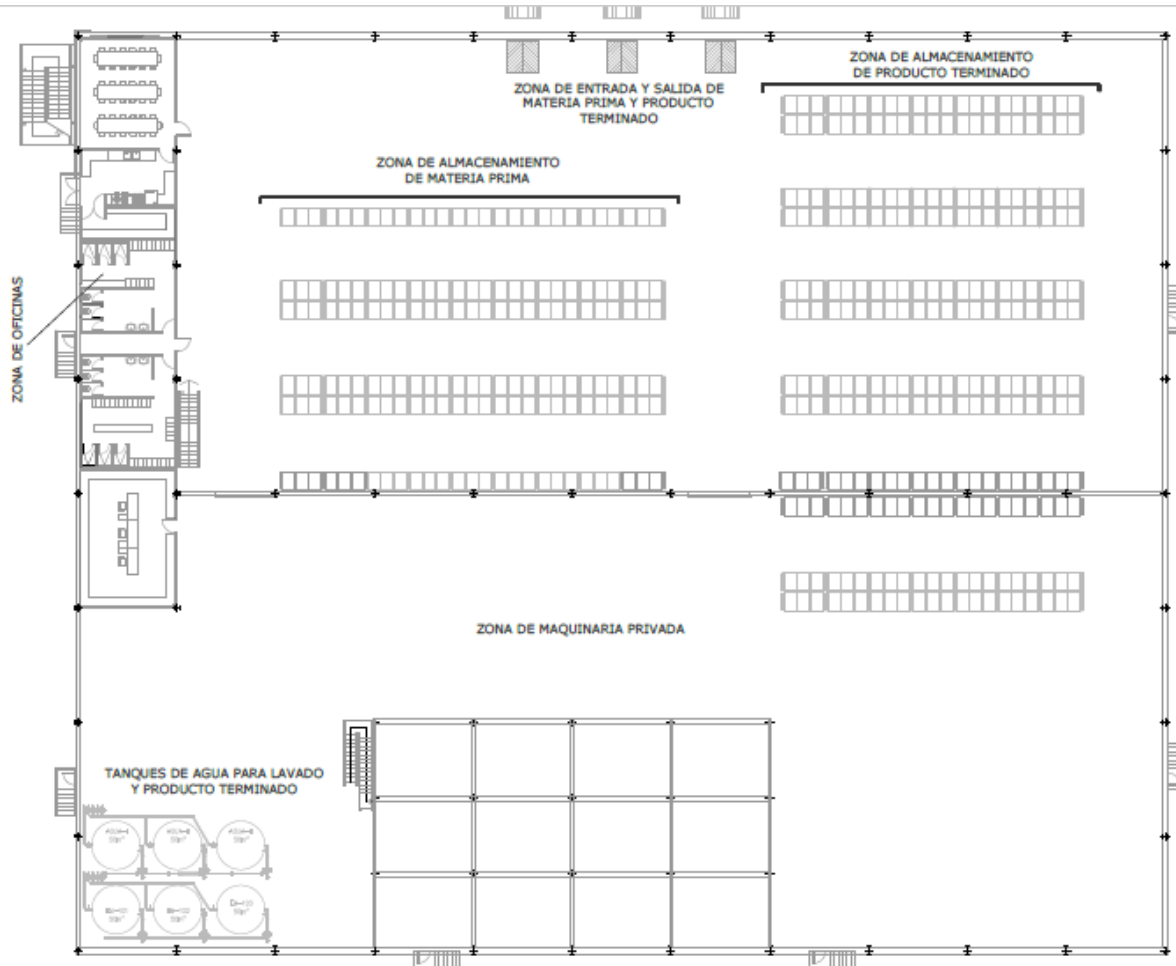 ZONA DE ALMACENAMIENTO
DE PRODUCTO TERMINADO
ZONA DE ENTRADA Y SALIDA DE
MATERIA PRIMA Y PRODUCTO
TERMINADO
ZONA DE ALMACENAMIENTO
DE MATERIA PRIMA
ZONA DE OFICINAS
ZONA DE MAQUINARIA PRIVADA
TANQUES DE AGUA PARA LAVADO
Y PRODUCTO TERMINADO